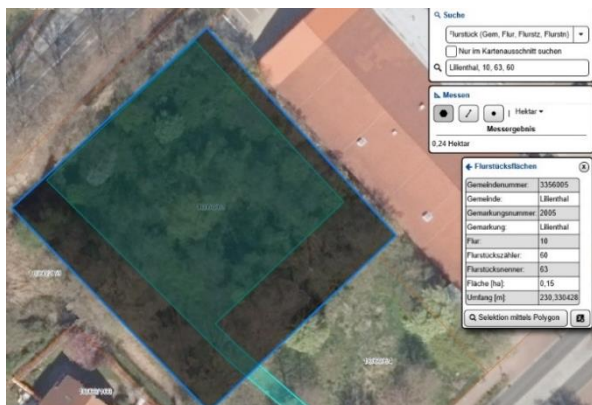 Suche
Flurstück (Gem, Flur, Flurstz, Flurstn)
Nur im Kartenausschnitt suchen
Lilienthal, 10, 63, 60
Messen
Hektar
Messergebnis
0,24 Hektar
Flurstücksflächen
Gemeindenummer: 3356005
Gemeinde: Lilienthal
Gemarkungsnummer: 2005
Gemarkung: Lilienthal
Flur: 10
Flurstückszähler: 60
Flurstücksnenner: 63
Fläche [ha]: 0,15
Umfang [m]: 230,330428
Selektion mittels Polygon